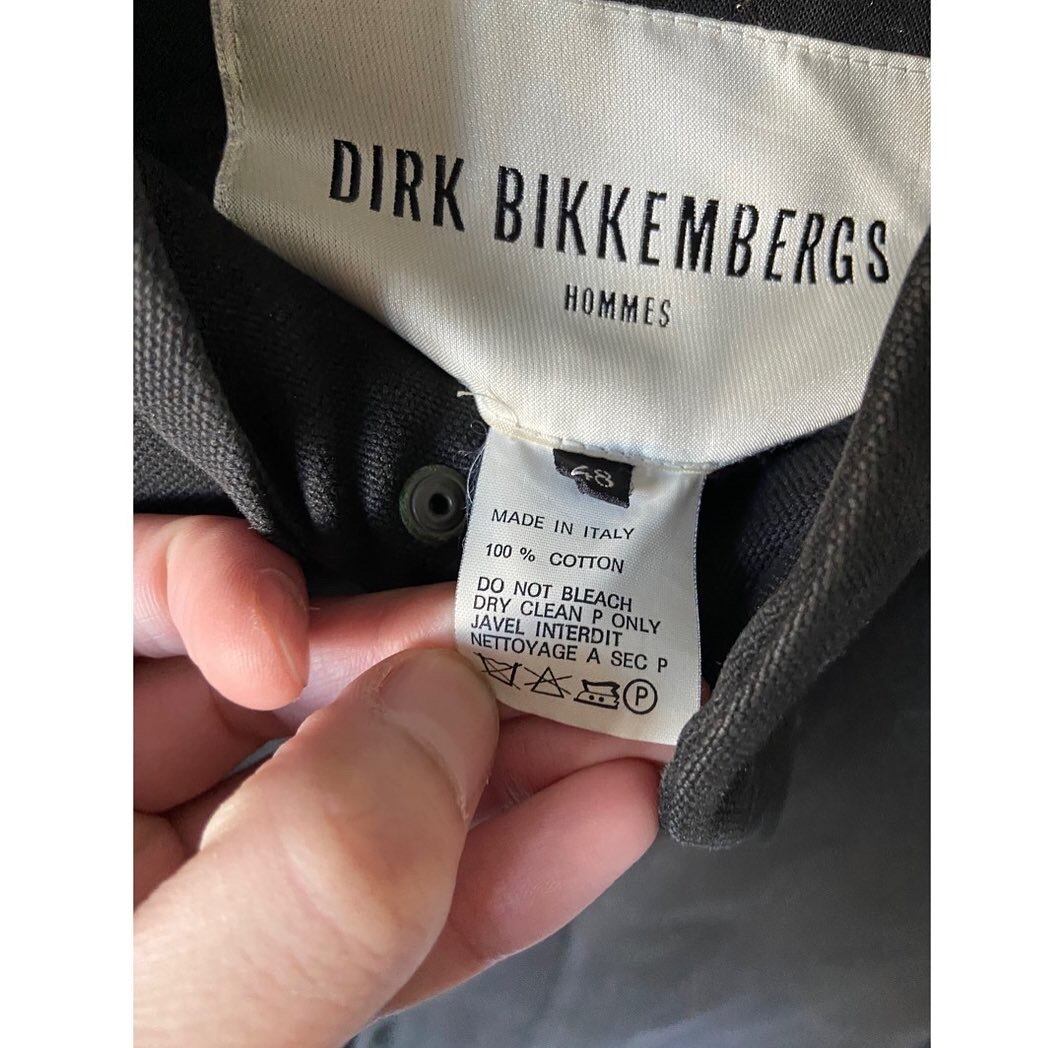 DIRK BIKKEMBERGS
HOMMES
48
MADE IN ITALY
100 % COTTON
DO NOT BLEACH
DRY CLEAN P ONLY
JAVEL INTERDIT
NETTOYAGE A SEC P
P